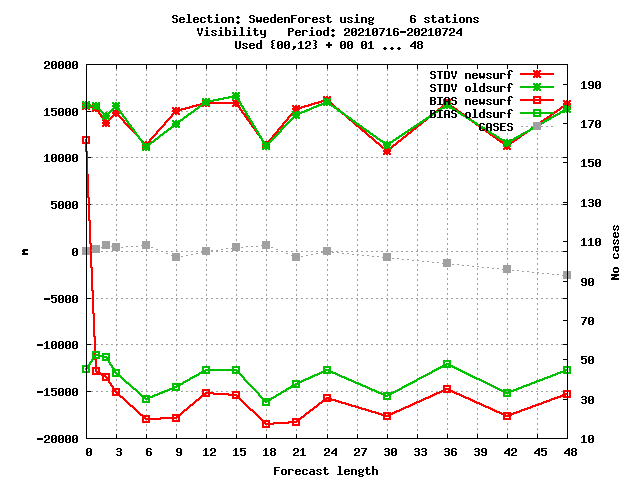 Selection: SwedenForest using 6 stations
Visibility Period: 20210716-20210724
Used {00,12} + 00 01 ... 48
STDV newsurf
STDV oldsurf
BIAS newsurf
BIAS oldsurf
CASES
20000
15000
10000
5000
0
-5000
-10000
-15000
-20000
m
190
170
150
130
110
90
70
50
30
10
No cases
0 3 6 9 12 15 18 21 24 27 30 33 36 39 42 45 48
Forecast length